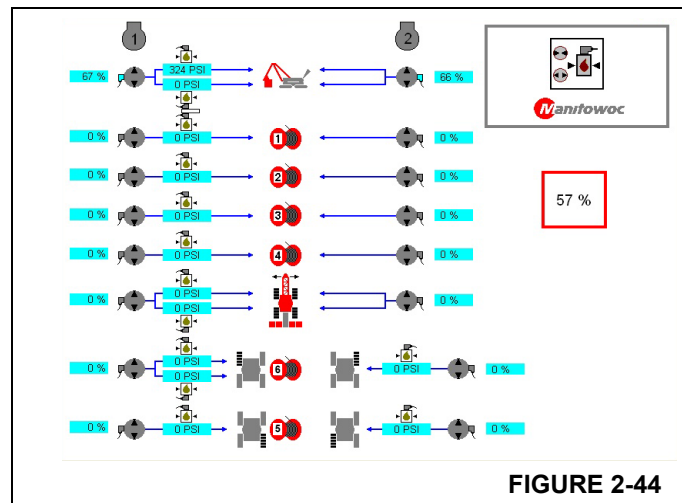 1 2
67 % 324 PSI 66 %
0 PSI
Manitowoc
0 % 0 PSI 1 0 %
0 % 0 PSI 2 0 %
57 %
0 % 0 PSI 3 0 %
0 % 0 PSI 4 0 %
0 PSI
0 % 0 %
0 PSI
0 PSI
0 % 6 0 PSI 0 %
0 PSI
0 % 0 PSI 5 0 PSI 0 %
FIGURE 2-44